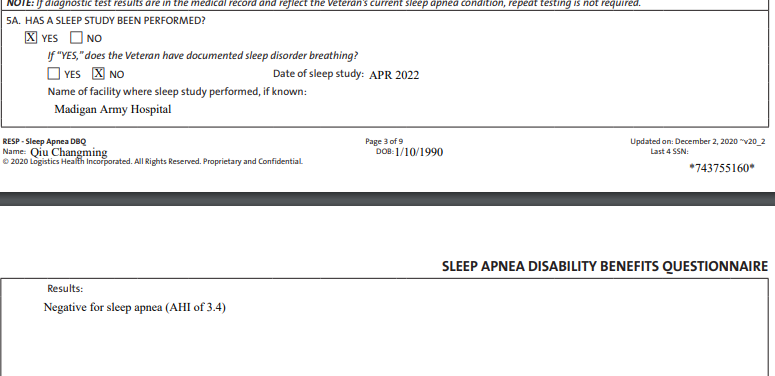 NOTE: If diagnostic test results are in the medical record and reflect the Veteran's current sleep apnea condition, repeat testing is not required.
5A. HAS A SLEEP STUDY BEEN PERFORMED?
X YES NO
If "YES," does the Veteran have documented sleep disorder breathing?
YES X NO Date of sleep study: APR 2022
Name of facility where sleep study performed, if known:
Madigan Army Hospital
RESP - Sleep Apnea DBQ Page 3 of 9 Updated on: December 2, 2020 ~v20_2
Name: Qiu Changming DOB: 1/10/1990 Last 4 SSN:
© 2020 Logistics Health Incorporated. All Rights Reserved. Proprietary and Confidential.
*743755160*
SLEEP APNEA DISABILITY BENEFITS QUESTIONNAIRE
Results:
Negative for sleep apnea (AHI of 3.4)